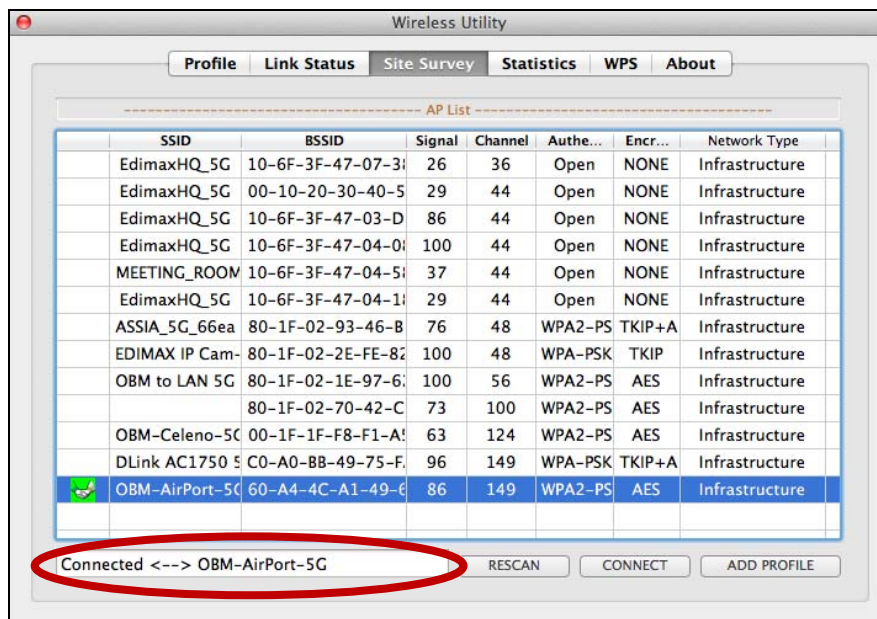 Wireless Utility
Profile Link Status Site Survey Statistics WPS About
------------------------------------ AP List ------------------------------------
SSID BSSID Signal Channel Authe... Encr... Network Type
EdimaxHQ_5G 10-6F-3F-47-07-3 26 36 Open NONE Infrastructure
EdimaxHQ_5G 00-10-20-30-40-5 29 44 Open NONE Infrastructure
EdimaxHQ_5G 10-6F-3F-47-03-D 86 44 Open NONE Infrastructure
EdimaxHQ_5G 10-6F-3F-47-04-0 100 44 Open NONE Infrastructure
MEETING_ROOM 10-6F-3F-47-04-5 37 44 Open NONE Infrastructure
EdimaxHQ_5G 10-6F-3F-47-04-1 29 44 Open NONE Infrastructure
ASSIA_5G_66ea 80-1F-02-93-46-B 76 48 WPA2-PS TKIP+A Infrastructure
EDIMAX IP Cam- 80-1F-02-2E-FE-82 100 48 WPA-PSK TKIP Infrastructure
OBM to LAN 5G 80-1F-02-1E-97-6 100 56 WPA2-PS AES Infrastructure
80-1F-02-70-42-C 73 100 WPA2-PS AES Infrastructure
OBM-Celeno-5 00-1F-1F-F8-F1-A 63 124 WPA2-PS AES Infrastructure
DLink AC1750 5 C0-A0-BB-49-75-F 96 149 WPA-PSK TKIP+A Infrastructure
OBM-AirPort-5 60-A4-4C-A1-49-6 86 149 WPA2-PS AES Infrastructure
Connected <--> OBM-AirPort-5G RESCAN CONNECT ADD PROFILE